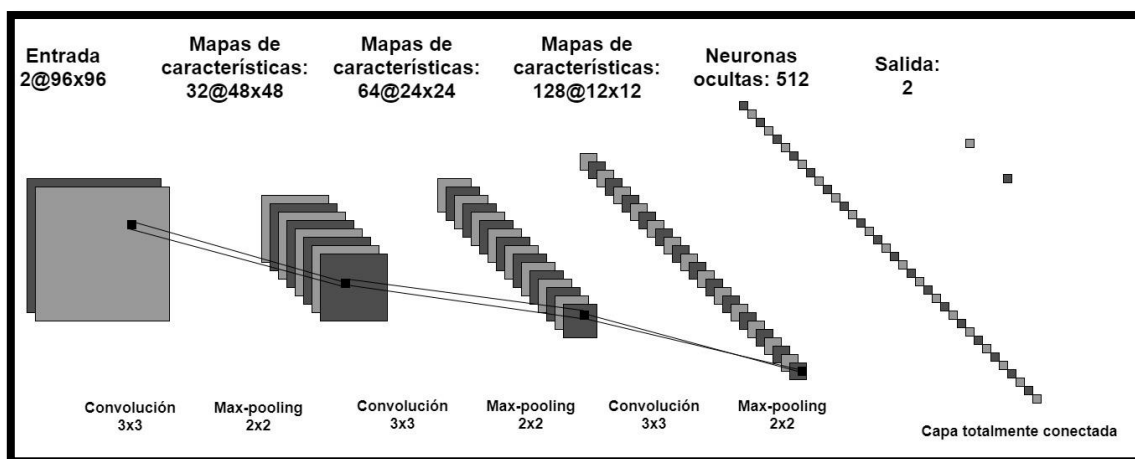 Entrada
2@96x96
Mapas de
características:
32@48x48
Mapas de
características:
64@24x24
Mapas de
características:
128@12x12
Neuronas
ocultas: 512
Salida:
2
Convolución
3x3
Max-pooling
2x2
Convolución
3x3
Max-pooling
2x2
Convolución
3x3
Max-pooling
2x2
Capa totalmente conectada